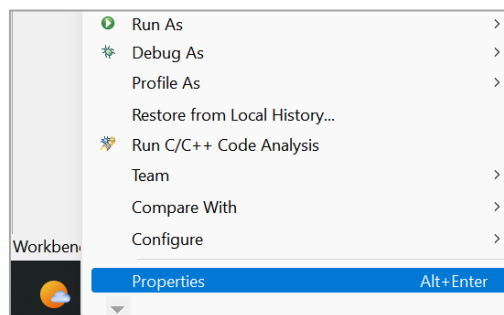 Run As
Debug As
Profile As
Restore from Local History...
Run C/C++ Code Analysis
Team
Compare With
Configure
Properties Alt+Enter